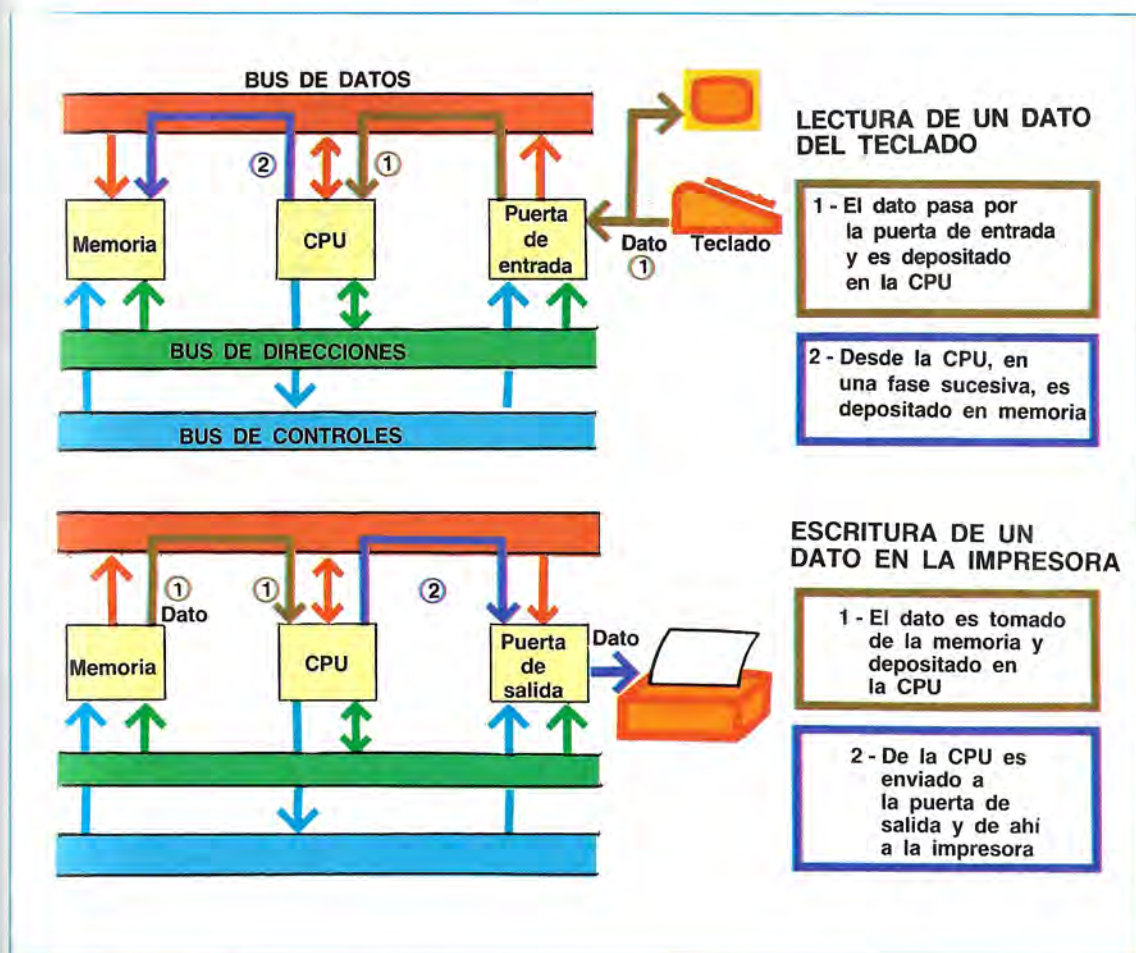 BUS DE DATOS
②
①
Memoria
CPU
Puerta
de
entrada
Dato
①
Teclado
BUS DE DIRECCIONES
BUS DE CONTROLES
LECTURA DE UN DATO
DEL TECLADO
1 - El dato pasa por
la puerta de entrada
y es depositado
en la CPU
2 - Desde la CPU, en
una fase sucesiva, es
depositado en memoria
①
Dato
①
②
Memoria
CPU
Puerta
de
salida
Dato
ESCRITURA DE UN
DATO EN LA IMPRESORA
1 - El dato es tomado
de la memoria y
depositado en
la CPU
2 - De la CPU es
enviado a
la puerta de
salida y de ahí
a la impresora